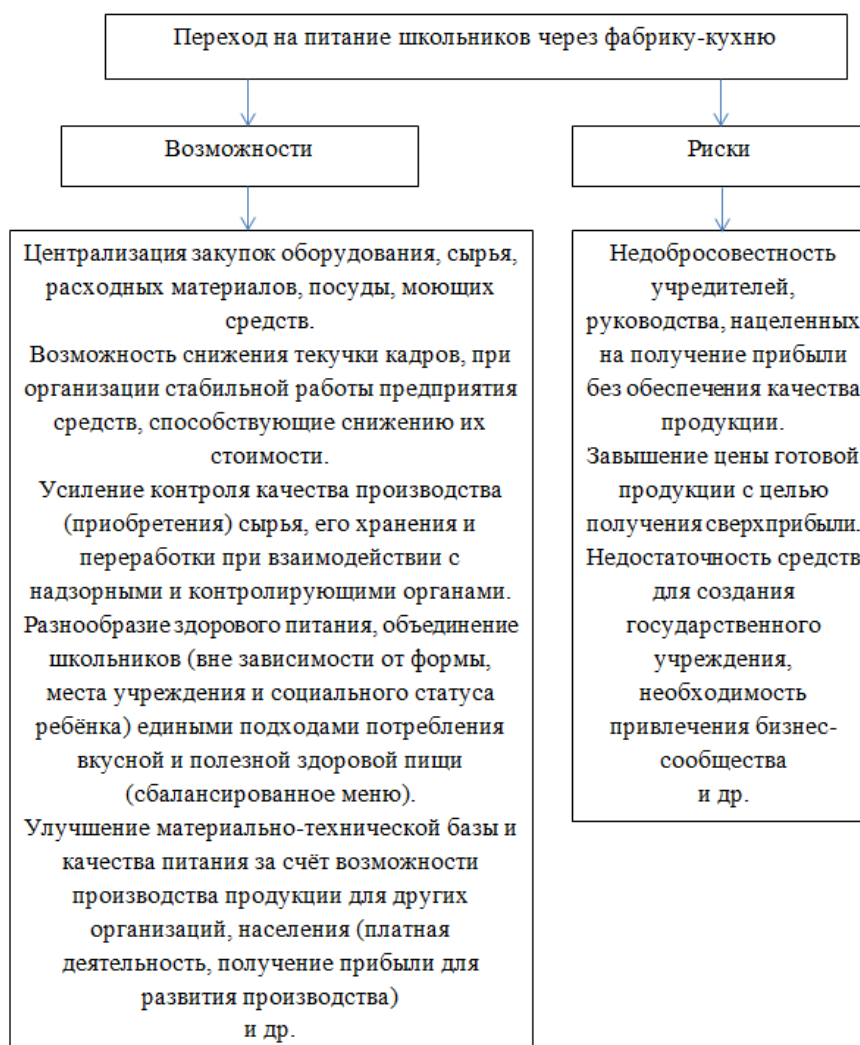 Переход на питание школьников через фабрику-кухню
Возможности
Риски
Централизация закупок оборудования, сырья,
расходных материалов, посуды, моющих
средств.
Возможность снижения текучки кадров, при
организации стабильной работы предприятия
средств, способствующие снижению их
стоимости.
Усиление контроля качества производства
(приобретения) сырья, его хранения и
переработки при взаимодействии с
надзорными и контролирующими органами.
Разнообразие здорового питания, объединение
школьников (вне зависимости от формы,
места учреждения и социального статуса
ребёнка) едиными подходами потребления
вкусной и полезной здоровой пищи
(сбалансированное меню).
Улучшение материально-технической базы и
качества питания за счёт возможности
производства продукции для других
организаций, населения (платная
деятельность, получение прибыли для
развития производства)
и др.
Недобросовестность
учредителей,
руководства, нацеленных
на получение прибыли
без обеспечения качества
продукции.
Завышение цены готовой
продукции с целью
получения сверхприбыли.
Недостаточность средств
для создания
государственного
учреждения,
необходимость
привлечения бизнес-
сообщества
и др.